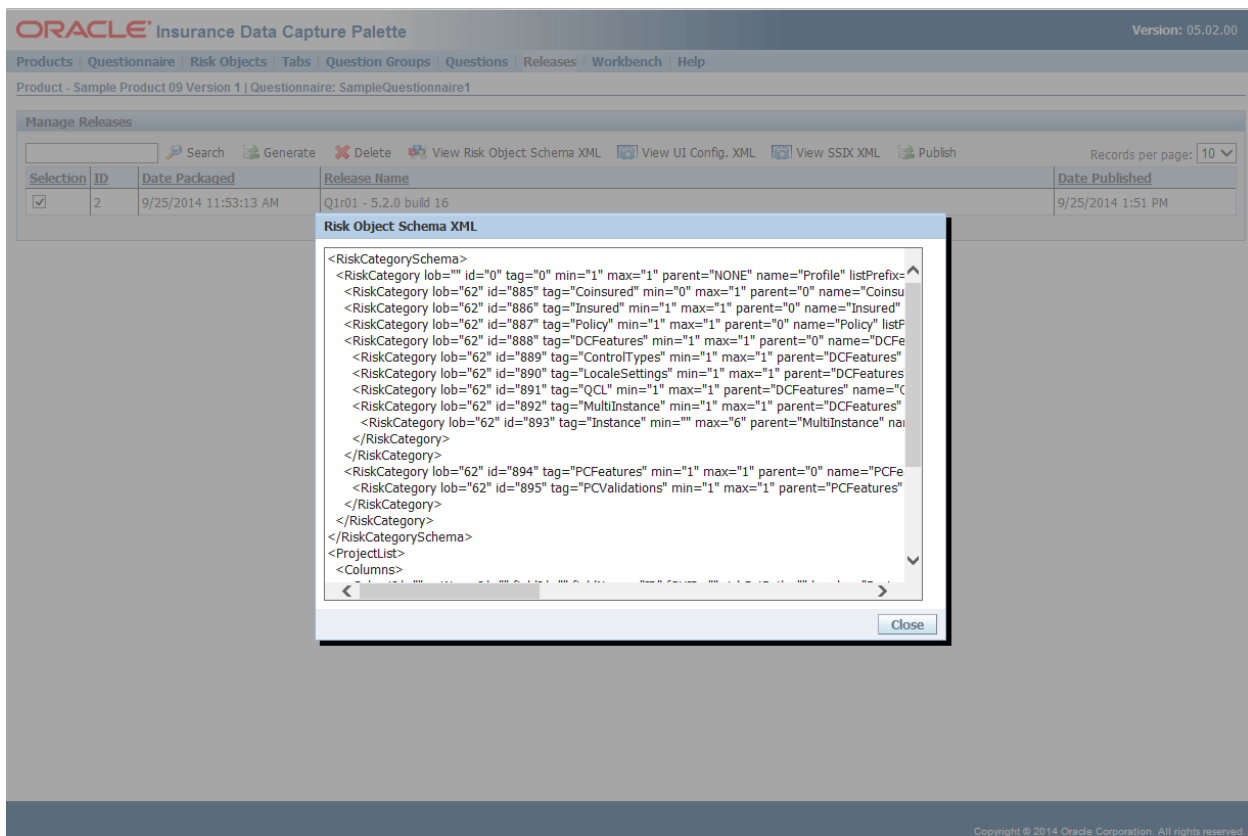 ORACLE® Insurance Data Capture Palette
Version: 05.02.00
Products | Questionnaire | Risk Objects | Tabs | Question Groups | Questions | Releases | Workbench | Help
Product - Sample Product 09 Version 1 | Questionnaire: SampleQuestionnaire1
Manage Releases
Search Generate Delete View Risk Object Schema XML View UI Config. XML View SSIX XML Publish Records per page: 10
Selection ID Date Packaged Release Name Date Published
2 9/25/2014 11:53:13 AM Q1r01 - 5.2.0 build 16 9/25/2014 1:51 PM
Risk Object Schema XML
<RiskCategorySchema>
<RiskCategory lob="" id="0" tag="0" min="1" max="1" parent="NONE" name="Profile" listPrefix=
<RiskCategory lob="62" id="885" tag="Coinsured" min="0" max="1" parent="0" name="Coinsu
<RiskCategory lob="62" id="886" tag="Insured" min="1" max="1" parent="0" name="Insured"
<RiskCategory lob="62" id="887" tag="Policy" min="1" max="1" parent="0" name="Policy" listP
<RiskCategory lob="62" id="888" tag="DCFeatures" min="1" max="1" parent="0" name="DCFe
<RiskCategory lob="62" id="889" tag="ControlTypes" min="1" max="1" parent="DCFeatures"
<RiskCategory lob="62" id="890" tag="LocaleSettings" min="1" max="1" parent="DCFeatures
<RiskCategory lob="62" id="891" tag="QCL" min="1" max="1" parent="DCFeatures" name="
<RiskCategory lob="62" id="892" tag="MultiInstance" min="1" max="1" parent="DCFeatures"
<RiskCategory lob="62" id="893" tag="Instance" min="" max="6" parent="MultiInstance" na
</RiskCategory>
</RiskCategory>
<RiskCategory lob="62" id="894" tag="PCFeatures" min="1" max="1" parent="0" name="PCFe
<RiskCategory lob="62" id="895" tag="PCValidations" min="1" max="1" parent="PCFeatures"
</RiskCategory>
</RiskCategory>
</RiskCategorySchema>
<ProjectList>
<Columns>
Close
Copyright © 2014 Oracle Corporation. All rights reserved.